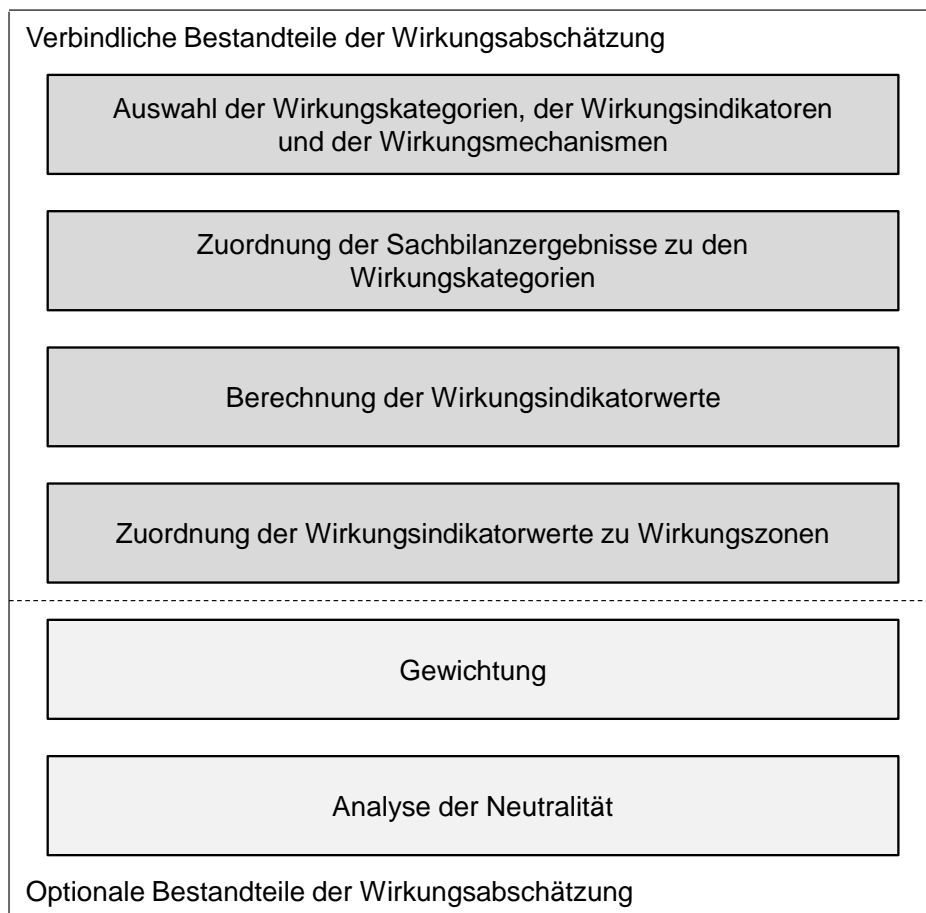 Verbindliche Bestandteile der Wirkungsabschätzung
Auswahl der Wirkungskategorien, der Wirkungsindikatoren
und der Wirkungsmechanismen
Zuordnung der Sachbilanzergebnisse zu den
Wirkungskategorien
Berechnung der Wirkungsindikatorwerte
Zuordnung der Wirkungsindikatorwerte zu Wirkungszonen
Gewichtung
Analyse der Neutralität
Optionale Bestandteile der Wirkungsabschätzung